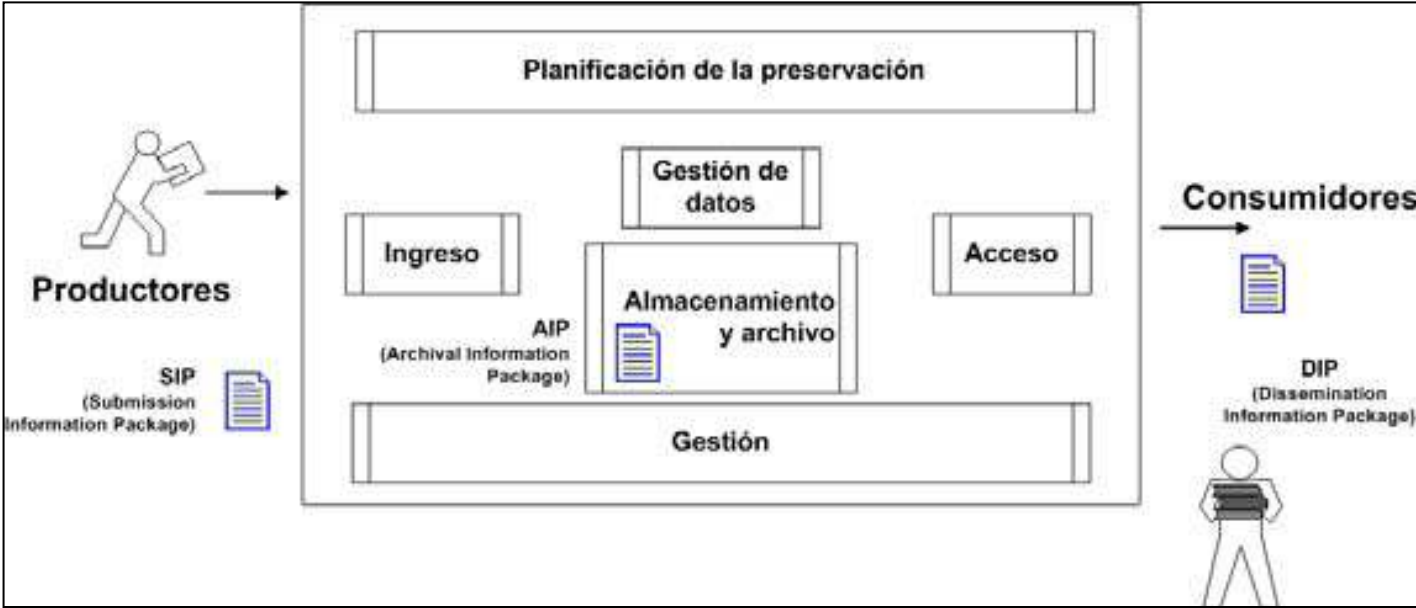 Planificación de la preservación
Gestión de
datos
Consumidores
Ingreso
Acceso
Productores
Almacenamiento
y archivo
AIP
(Archival Information
Package)
SIP
(Submission
Information Package)
DIP
(Dissemination
Information Package)
Gestión